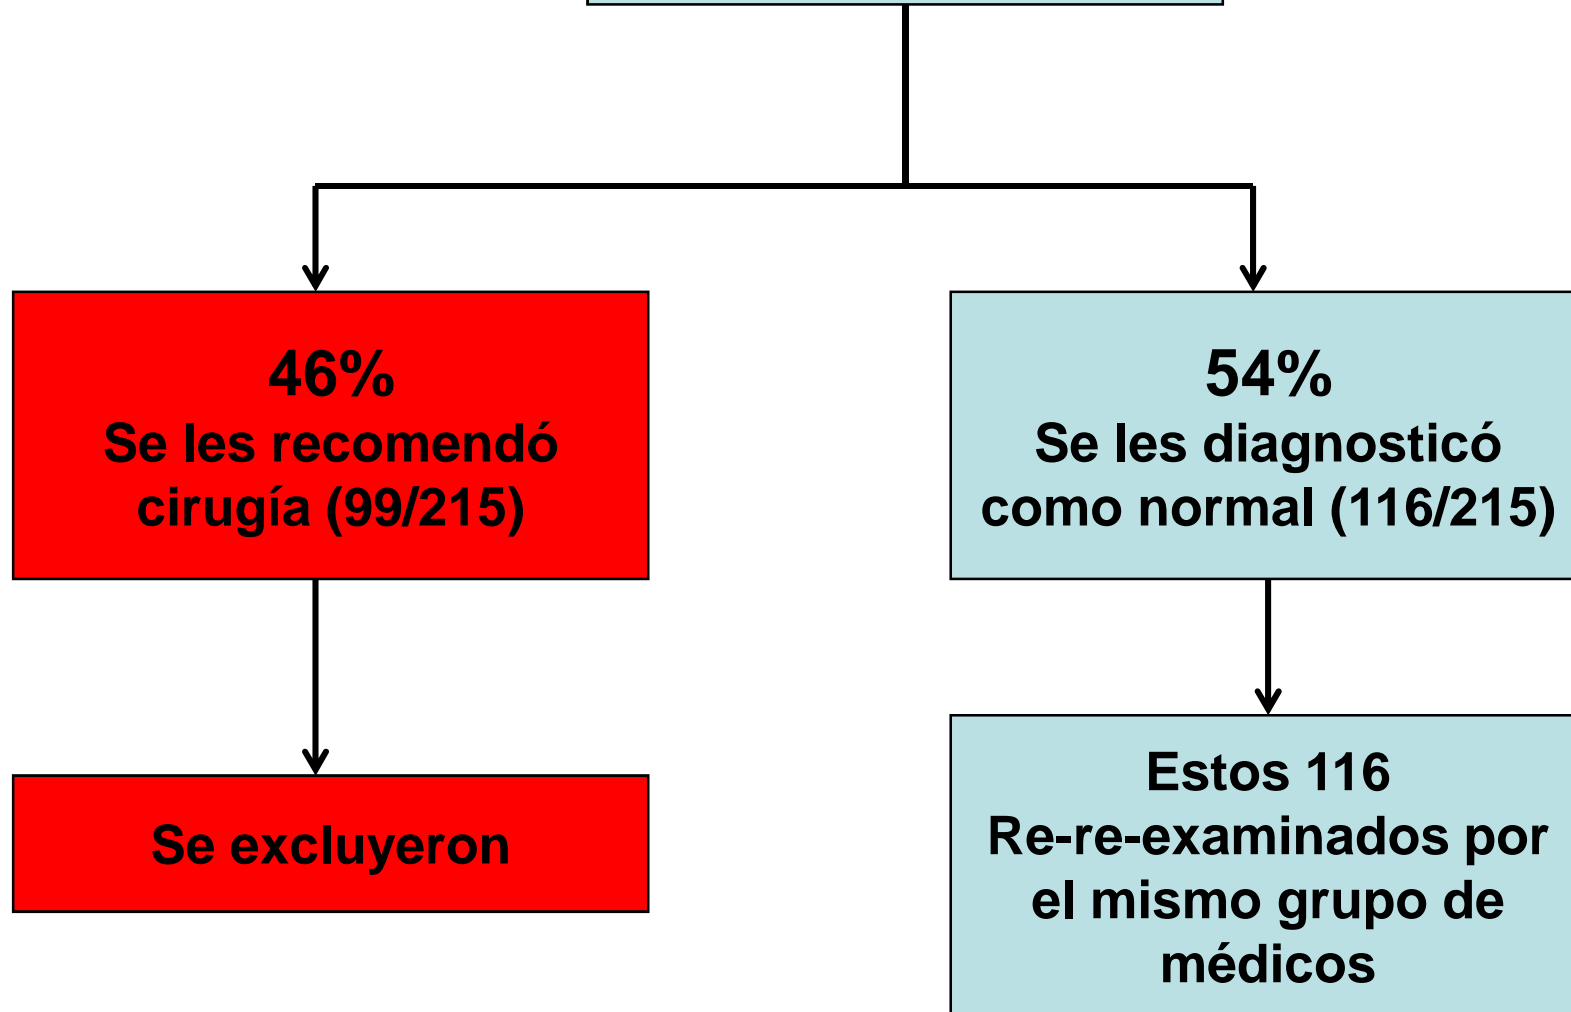 46%
Se les recomendó
cirugía (99/215)
54%
Se les diagnosticó
como normal (116/215)
Se excluyeron
Estos 116
Re-re-examinados por
el mismo grupo de
médicos